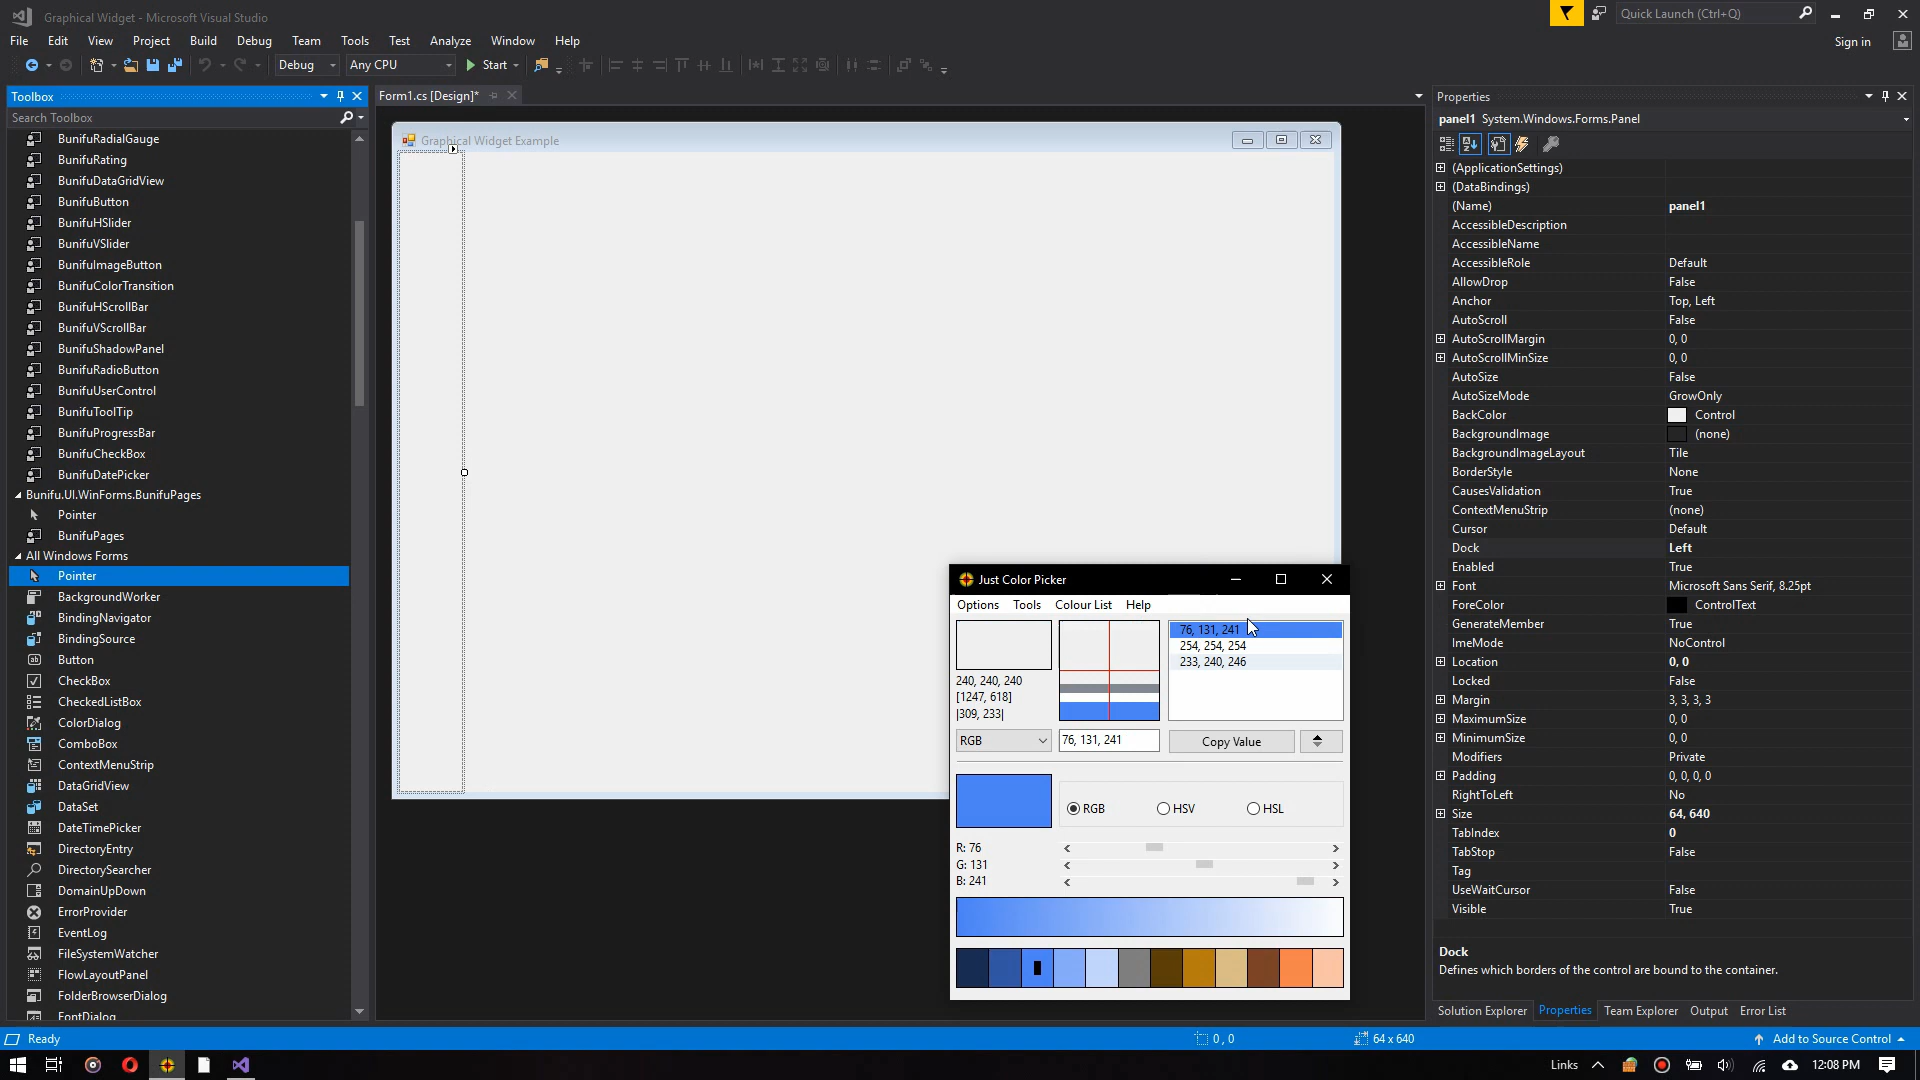 Graphical Widget - Microsoft Visual Studio
Quick Launch (Ctrl+Q)
File Edit View Project Build Debug Team Tools Test Analyze Window Help
Sign in
Debug Any CPU Start
Toolbox
Search Toolbox
BunifuRadialGauge
BunifuRating
BunifuDataGridView
BunifuButton
BunifuHSlider
BunifuVSlider
BunifuImageButton
BunifuColorTransition
BunifuHScrollBar
BunifuVScrollBar
BunifuShadowPanel
BunifuRadioButton
BunifuUserControl
BunifuToolTip
BunifuProgressBar
BunifuCheckBox
BunifuDatePicker
Bunifu.UI.WinForms.BunifuPages
Pointer
BunifuPages
All Windows Forms
Pointer
BackgroundWorker
BindingNavigator
BindingSource
Button
CheckBox
CheckedListBox
ColorDialog
ComboBox
ContextMenuStrip
DataGridView
DataSet
DateTimePicker
DirectoryEntry
DirectorySearcher
DomainUpDown
ErrorProvider
EventLog
FileSystemWatcher
FlowLayoutPanel
FolderBrowserDialog
FontDialog
Form1.cs [Design]*
Graphical Widget Example
Just Color Picker
Options Tools Colour List Help
76, 131, 241
254, 254, 254
233, 240, 246
240, 240, 240
[1247, 618]
|309, 233|
RGB 76, 131, 241 Copy Value
RGB HSV HSL
R: 76
G: 131
B: 241
Properties
panel1 System.Windows.Forms.Panel
(ApplicationSettings)
(DataBindings)
(Name) panel1
AccessibleDescription
AccessibleName
AccessibleRole Default
AllowDrop False
Anchor Top, Left
AutoScroll False
AutoScrollMargin 0, 0
AutoScrollMinSize 0, 0
AutoSize False
AutoSizeMode GrowOnly
BackColor Control
BackgroundImage (none)
BackgroundImageLayout Tile
BorderStyle None
CausesValidation True
ContextMenuStrip (none)
Cursor Default
Dock Left
Enabled True
Font Microsoft Sans Serif, 8.25pt
ForeColor ControlText
GenerateMember True
ImeMode NoControl
Location 0, 0
Locked False
Margin 3, 3, 3, 3
MaximumSize 0, 0
MinimumSize 0, 0
Modifiers Private
Padding 0, 0, 0, 0
RightToLeft No
Size 64, 640
TabIndex 0
TabStop False
Tag
UseWaitCursor False
Visible True
Dock
Defines which borders of the control are bound to the container.
Solution Explorer Properties Team Explorer Output Error List
Ready 0 , 0 64 x 640 Add to Source Control
Links 12:08 PM